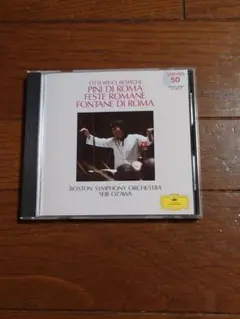 OTTORINO RESPIGHI
PINI DI ROMA
FESTE ROMANE
FONTANE DI ROMA
50
BOSTON SYMPHONY ORCHESTRA
SEIJI OZAWA